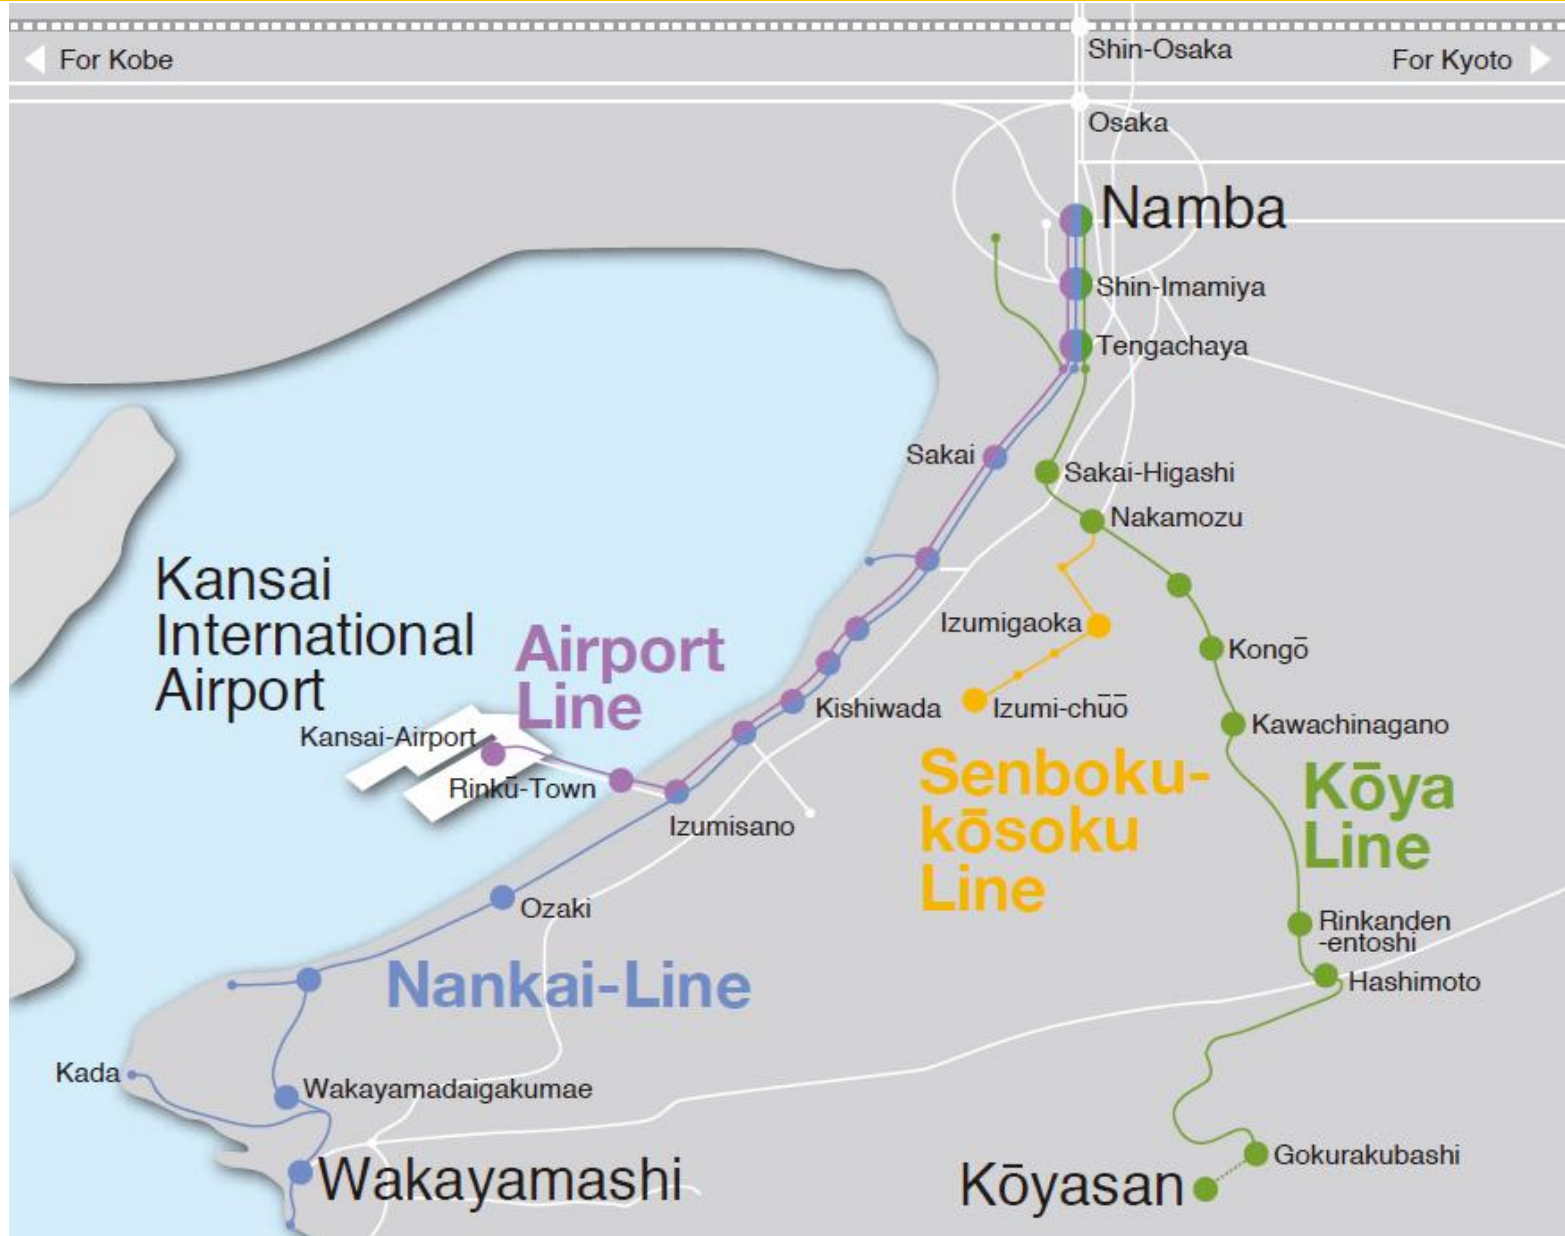 Shin-Osaka
For Kobe
For Kyoto
Osaka
Namba
Shin-Imamiya
Tengachaya
Sakai
Sakai-Higashi
Nakamozu
Kansai
International
Airport
Airport
Line
Izumigaoka
Kongō
Kishiwada
Izumi-chūō
Kawachinagano
Kansai-Airport
Rinkū-Town
Izumisano
Senboku-
kōsoku
Line
Kōya
Line
Ozaki
Rinkanden
-entoshi
Nankai-Line
Hashimoto
Kada
Wakayamadaigakumae
Wakayamashi
Gokurakubashi
Kōyasan